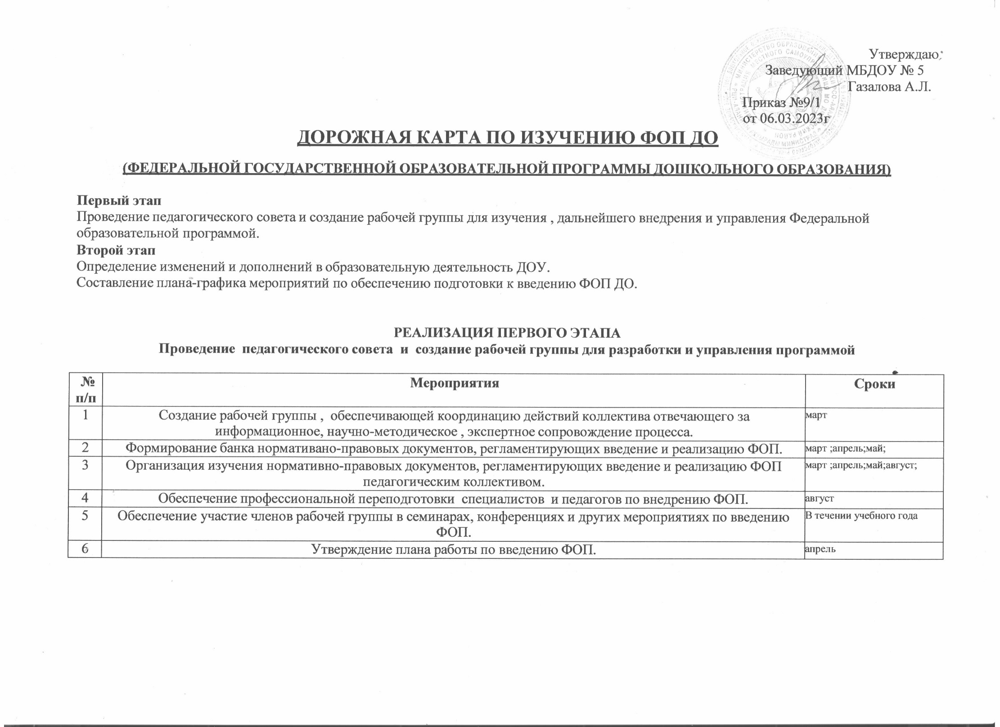 Утверждаю:
Заведующий МБДОУ № 5
Газалова А.Л.
Приказ №9/1
от 06.03.2023г
ДОРОЖНАЯ КАРТА ПО ИЗУЧЕНИЮ ФОП ДО
(ФЕДЕРАЛЬНОЙ ГОСУДАРСТВЕННОЙ ОБРАЗОВАТЕЛЬНОЙ ПРОГРАММЫ ДОШКОЛЬНОГО ОБРАЗОВАНИЯ)
Первый этап
Проведение педагогического совета и создание рабочей группы для изучения , дальнейшего внедрения и управления Федеральной
образовательной программой.
Второй этап
Определение изменений и дополнений в образовательную деятельность ДОУ.
Составление плана-графика мероприятий по обеспечению подготовки к введению ФОП ДО.
РЕАЛИЗАЦИЯ ПЕРВОГО ЭТАПА
Проведение педагогического совета и создание рабочей группы для разработки и управления программой
№ Мероприятия Сроки
п/п
1 Создание рабочей группы , обеспечивающей координацию действий коллектива отвечающего за март
информационное, научно-методическое , экспертное сопровождение процесса.
2 Формирование банка нормативано-правовых документов, регламентирующих введение и реализацию ФОП. март ;апрель;май;
3 Организация изучения нормативно-правовых документов, регламентирующих введение и реализацию ФОП март ;апрель;май;август;
педагогическим коллективом.
4 Обеспечение профессиональной переподготовки специалистов и педагогов по внедрению ФОП. август
5 Обеспечение участие членов рабочей группы в семинарах, конференциях и других мероприятиях по введению В течении учебного года
ФОП.
6 Утверждение плана работы по введению ФОП. апрель